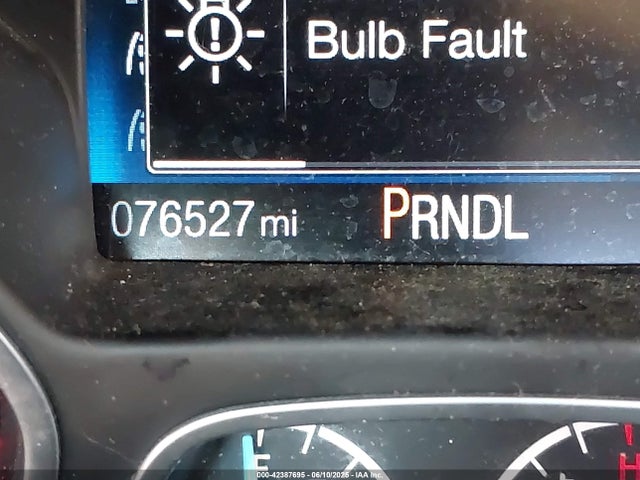 Bulb Fault
076527 mi PRNDL
E H
000-42387695 - 06/10/2025 - IAA Inc.